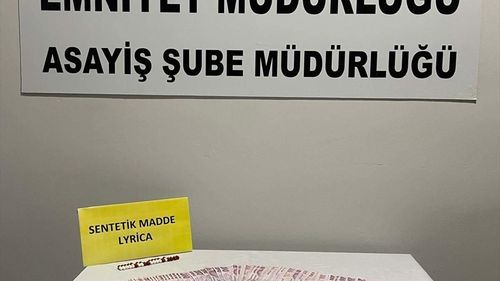 EMNİYET MÜDÜRLÜĞÜ
ASAYİŞ ŞUBE MÜDÜRLÜĞÜ
SENTETİK MADDE
LYRICA